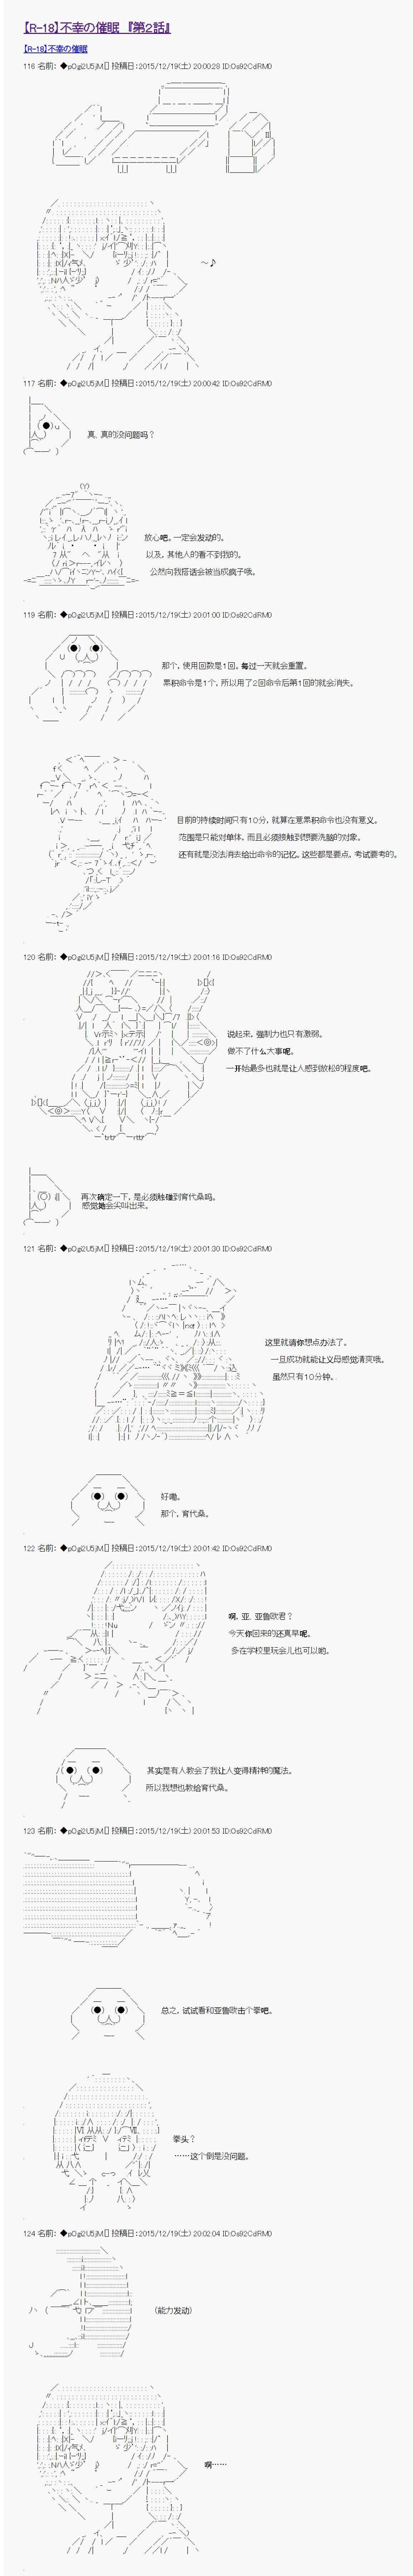 【R-18】不幸の催眠 『第2話』
【R-18】不幸の催眠
116 名前: ◆pOgi2U5jM[] 投稿日:2015/12/19(土) 20:00:28 ID:Os92CdRM0
～♪
117 名前: ◆pOgi2U5jM[] 投稿日:2015/12/19(土) 20:00:42 ID:Os92CdRM0
真、真的没问题吗？
放心吧。一定会发动的。
以及，其他人的看不到我的。
公然向我搭话会被当成疯子哦。
119 名前: ◆pOgi2U5jM[] 投稿日:2015/12/19(土) 20:01:00 ID:Os92CdRM0
那个，使用回数是1回。每过一天就会重置。
累积命令是1个，所以用了2回命令后第1回的就会消失。
目前的持续时间只有10分，就算在意累积命令也没有意义。
范围是只能对单体，而且必须接触到想要洗脑的对象。
还有就是没法消去给出命令的记忆。这些都是要点，考试要考的。
120 名前: ◆pOgi2U5jM[] 投稿日:2015/12/19(土) 20:01:16 ID:Os92CdRM0
说起来，强制力也只有激弱。
做不了什么大事呢。
一开始最多也就是让人感到放松的程度吧。
再次确定一下，是必须触碰到育代桑吗。
感觉她会尖叫出来。
121 名前: ◆pOgi2U5jM[] 投稿日:2015/12/19(土) 20:01:30 ID:Os92CdRM0
这里就请你想点办法了。
一旦成功就能让义母感觉清爽哦。
虽然只有10分钟。
好嘞。
那个，育代桑。
122 名前: ◆pOgi2U5jM[] 投稿日:2015/12/19(土) 20:01:42 ID:Os92CdRM0
啊，亚，亚鲁欧君？
今天你回来的还真早呢。
多在学校里玩会儿也可以哟。
其实是有人教会了我让人变得精神的魔法。
所以我想也教给育代桑。
123 名前: ◆pOgi2U5jM[] 投稿日:2015/12/19(土) 20:01:53 ID:Os92CdRM0
总之，试试看和亚鲁欧击个拳吧。
拳头？
……这个倒是没问题。
124 名前: ◆pOgi2U5jM[] 投稿日:2015/12/19(土) 20:02:04 ID:Os92CdRM0
（能力发动）
啊……